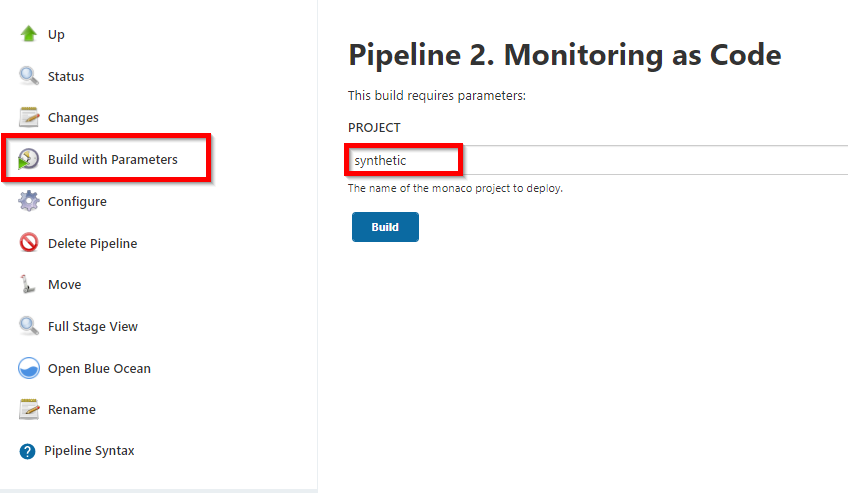 Up
Status
Changes
Build with Parameters
Configure
Delete Pipeline
Move
Full Stage View
Open Blue Ocean
Rename
Pipeline Syntax
Pipeline 2. Monitoring as Code
This build requires parameters:
PROJECT
synthetic
The name of the monaco project to deploy.
Build